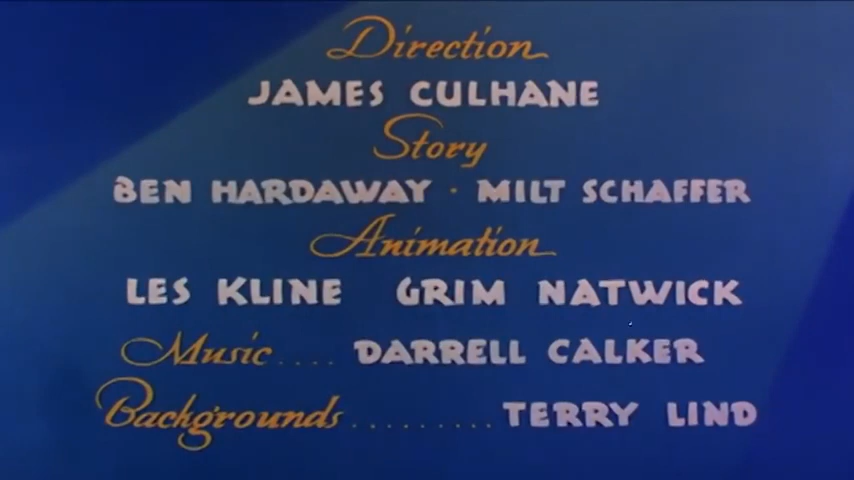 Direction
JAMES CULHANE
Story
BEN HARDAWAY · MILT SCHAFFER
Animation
LES KLINE GRIM NATWICK
Music.... DARRELL CALKER
Backgrounds......... TERRY LIND